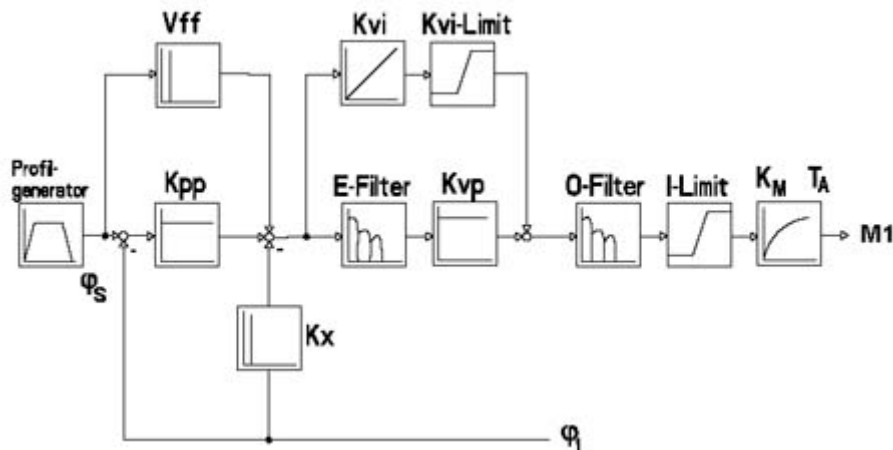 Vff
Kvi
Kvi-Limit
Profil-
generator
Kpp
E-Filter
Kvp
O-Filter
I-Limit
K_M
T_A
M1
φ_S
-
-
Kx
φ_i